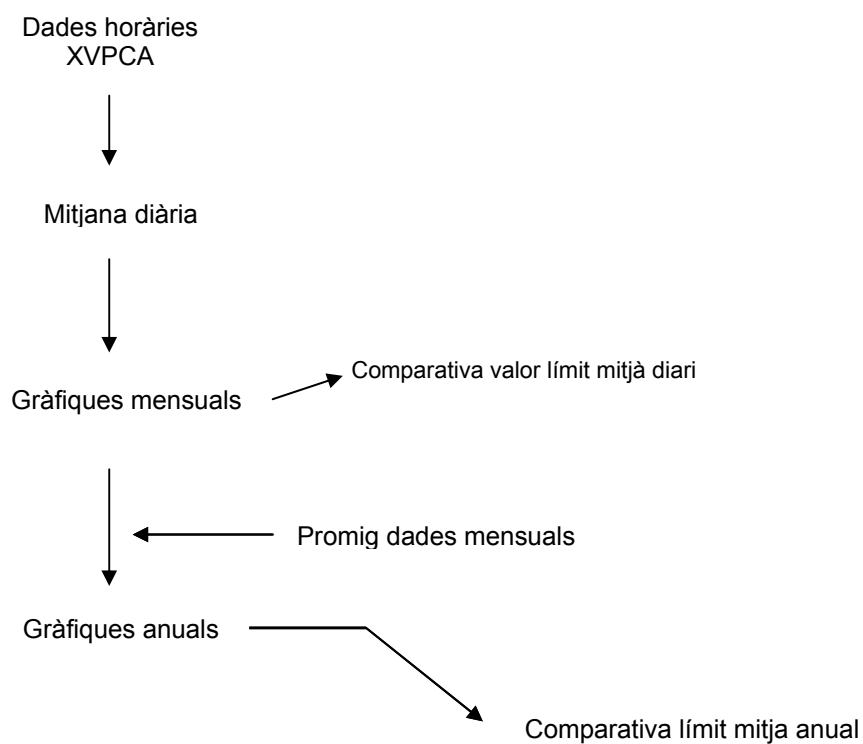 Dades horàries
XVPCA
Mitjana diària
Comparativa valor límit mitjà diari
Gràfiques mensuals
Promig dades mensuals
Gràfiques anuals
Comparativa límit mitja anual